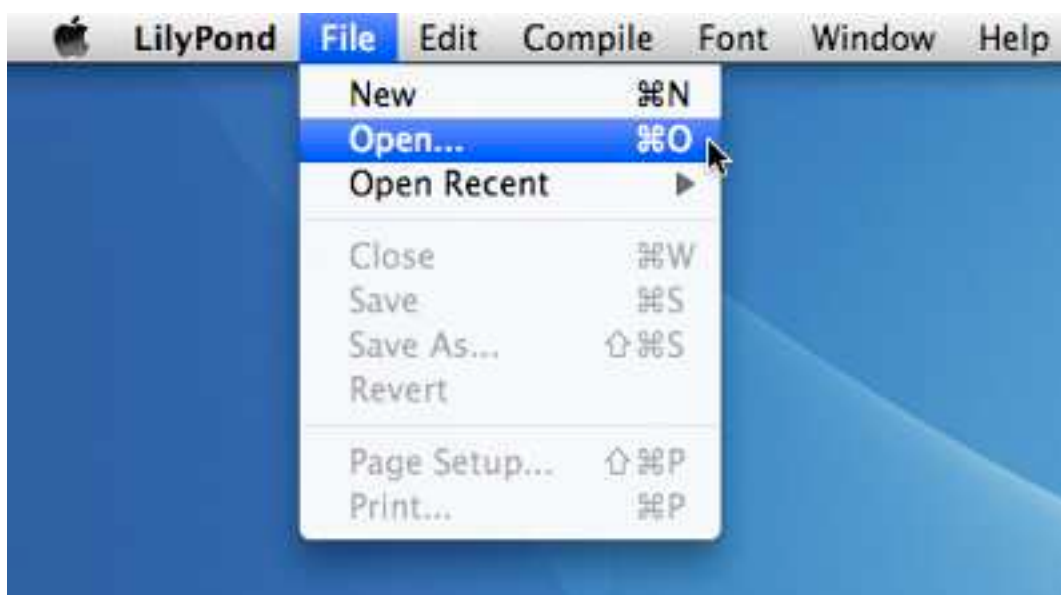 LilyPond File Edit Compile Font Window Help
New ⌘N
Open... ⌘O
Open Recent ▶
Close ⌘W
Save ⌘S
Save As... ⇧⌘S
Revert
Page Setup... ⇧⌘P
Print... ⌘P